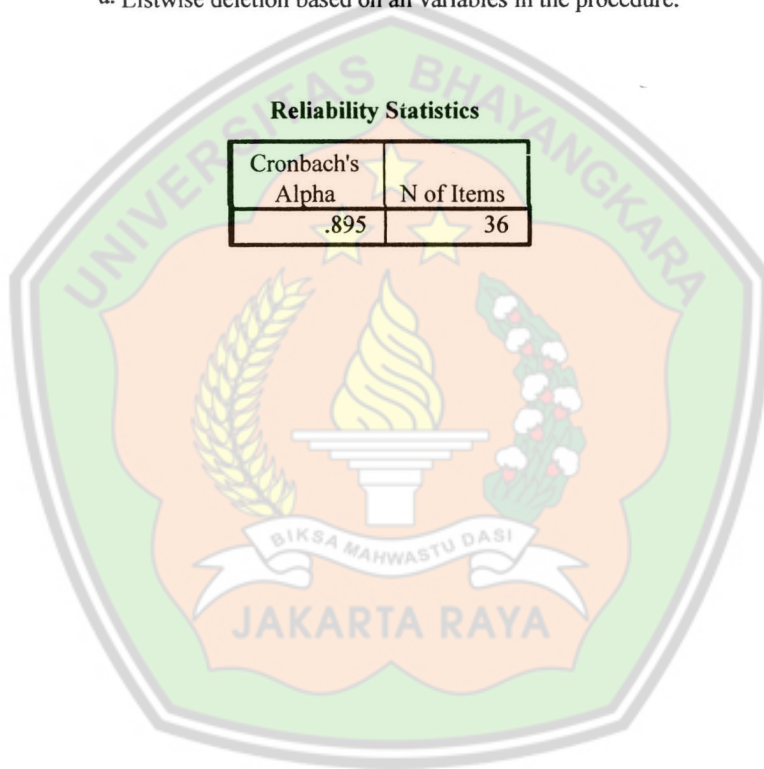 a. Listwise deletion based on all variables in the procedure.
UNIVERSITAS BHAYANGKARA
Reliability Statistics
Cronbach's Alpha
N of Items
.895
36
BIKSA MAHWASTU DASI
JAKARTA RAYA